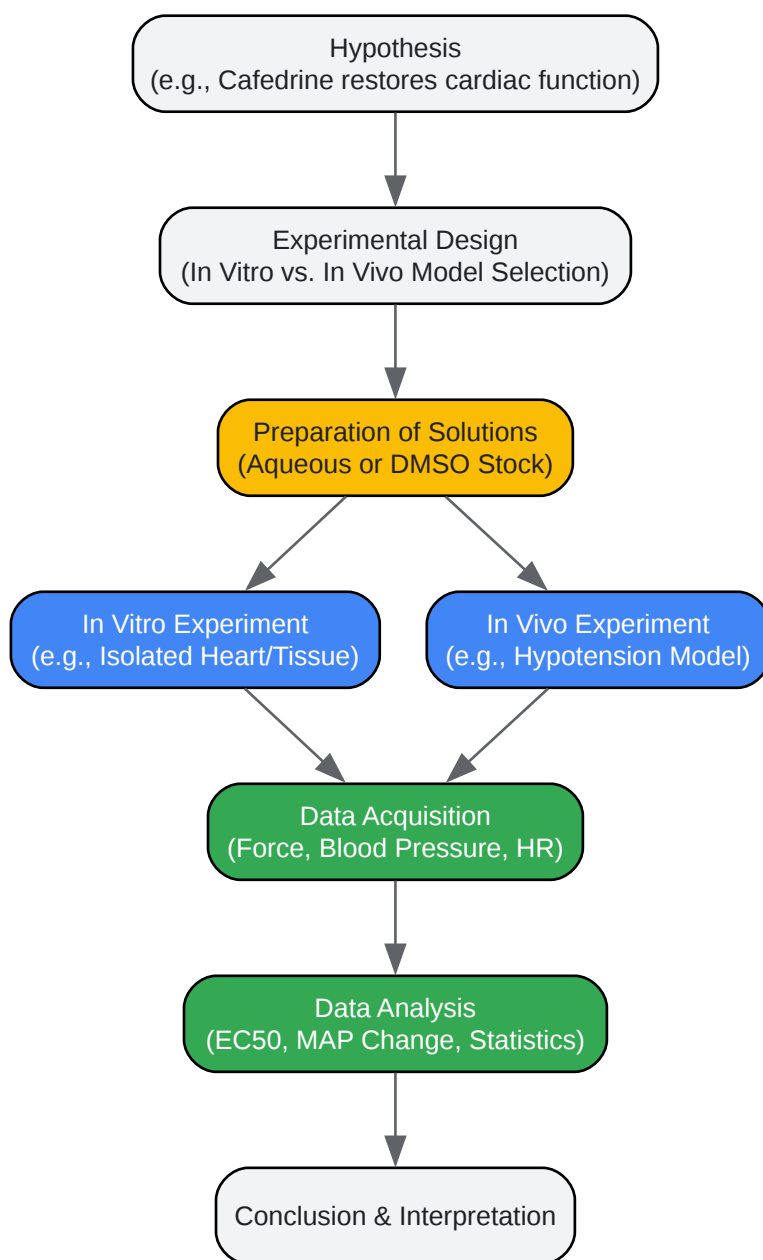 Hypothesis
(e.g., Cafedrine restores cardiac function)
Experimental Design
(In Vitro vs. In Vivo Model Selection)
Preparation of Solutions
(Aqueous or DMSO Stock)
In Vitro Experiment
(e.g., Isolated Heart/Tissue)
In Vivo Experiment
(e.g., Hypotension Model)
Data Acquisition
(Force, Blood Pressure, HR)
Data Analysis
(EC50, MAP Change, Statistics)
Conclusion & Interpretation